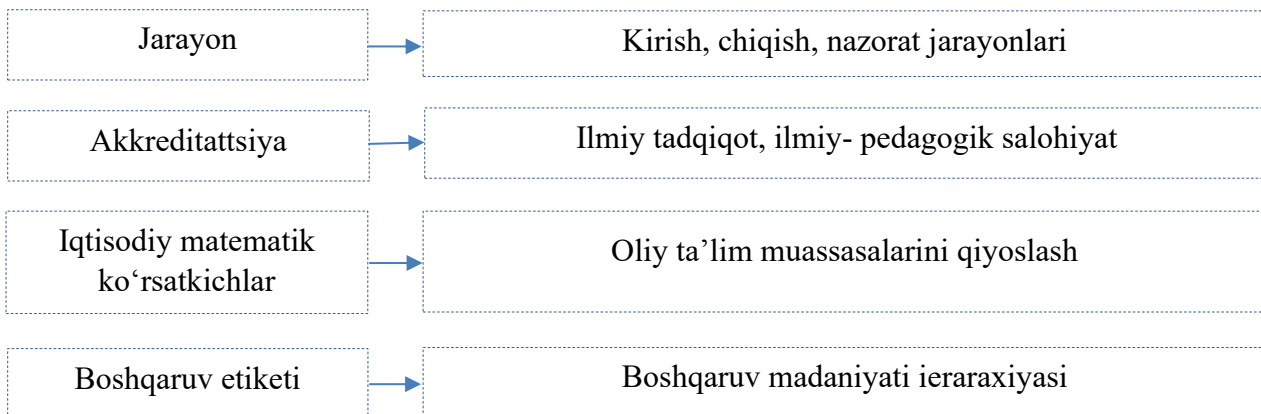 Jarayon
Kirish, chiqish, nazorat jarayonlari
Akkreditattsiya
Ilmiy tadqiqot, ilmiy- pedagogik salohiyat
Iqtisodiy matematik
ko‘rsatkichlar
Oliy ta’lim muassasalarini qiyoslash
Boshqaruv etiketi
Boshqaruv madaniyati ieraraxiyasi